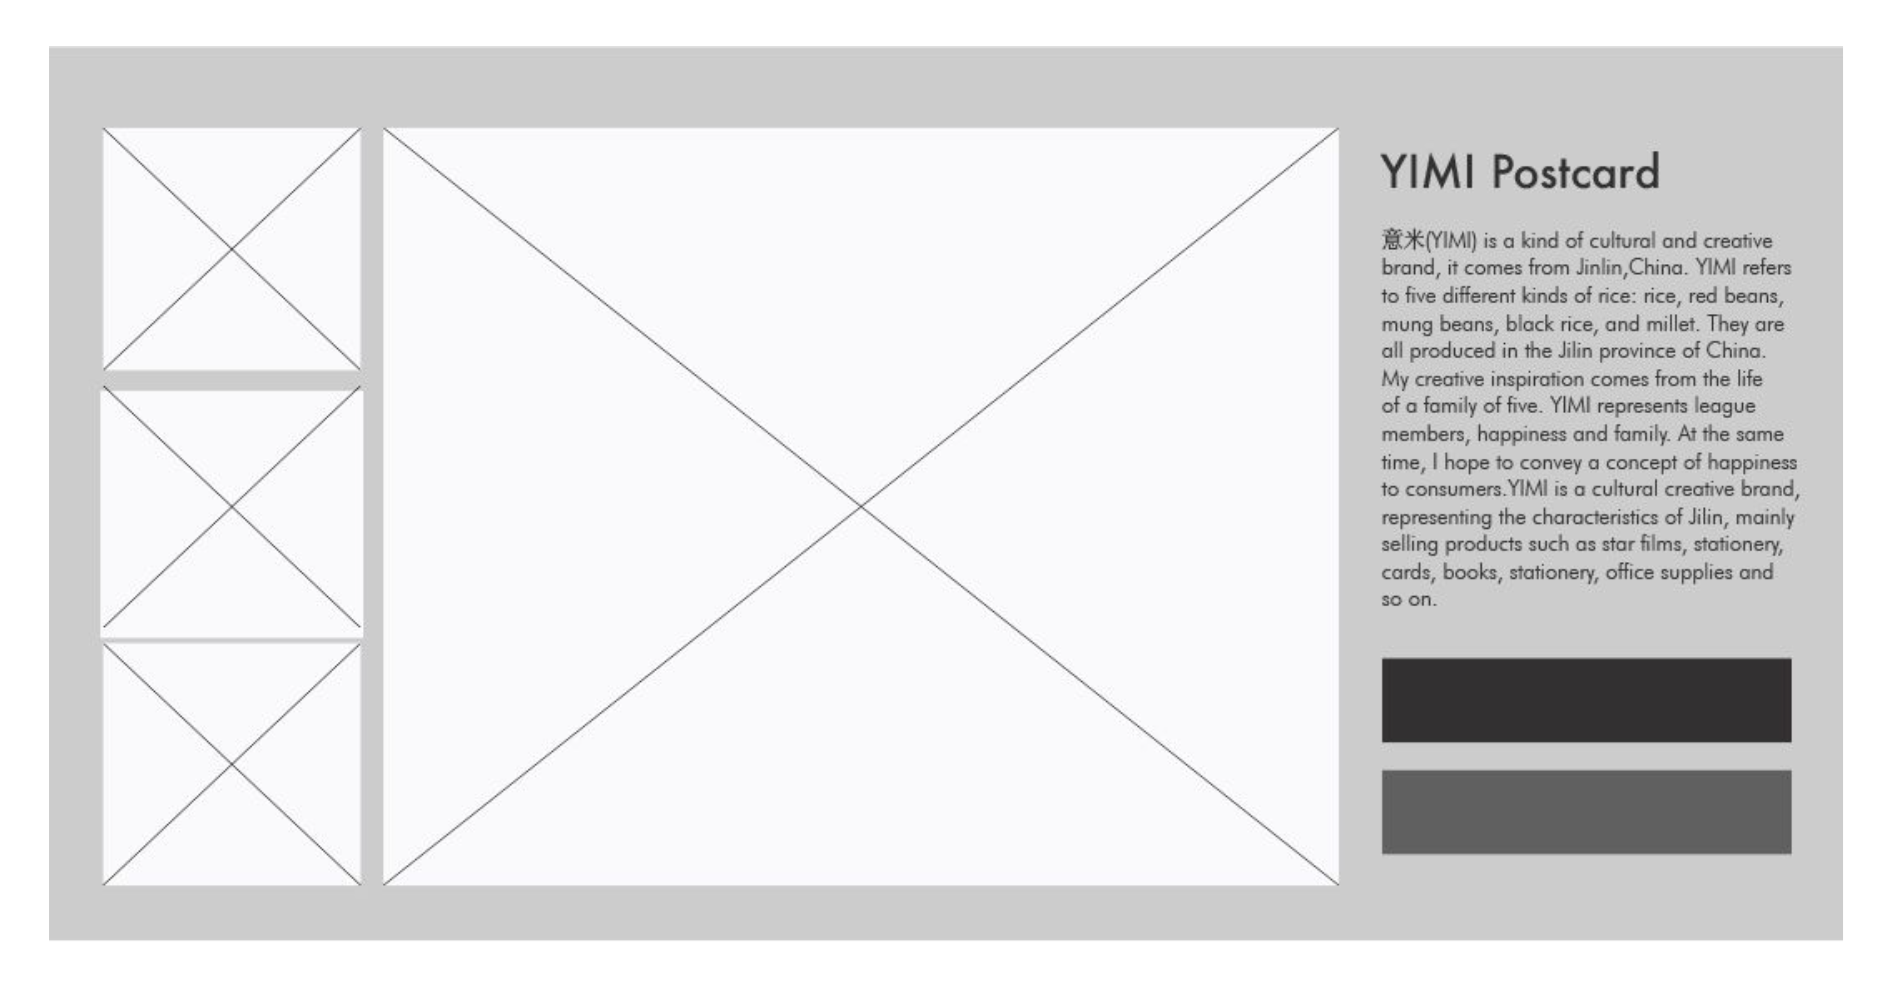 YIMI Postcard
意米(YIMI) is a kind of cultural and creative
brand, it comes from Jinlin,China. YIMI refers
to five different kinds of rice: rice, red beans,
mung beans, black rice, and millet. They are
all produced in the Jilin province of China.
My creative inspiration comes from the life
of a family of five. YIMI represents league
members, happiness and family. At the same
time, I hope to convey a concept of happiness
to consumers.YIMI is a cultural creative brand,
representing the characteristics of Jilin, mainly
selling products such as star films, stationery,
cards, books, stationery, office supplies and
so on.